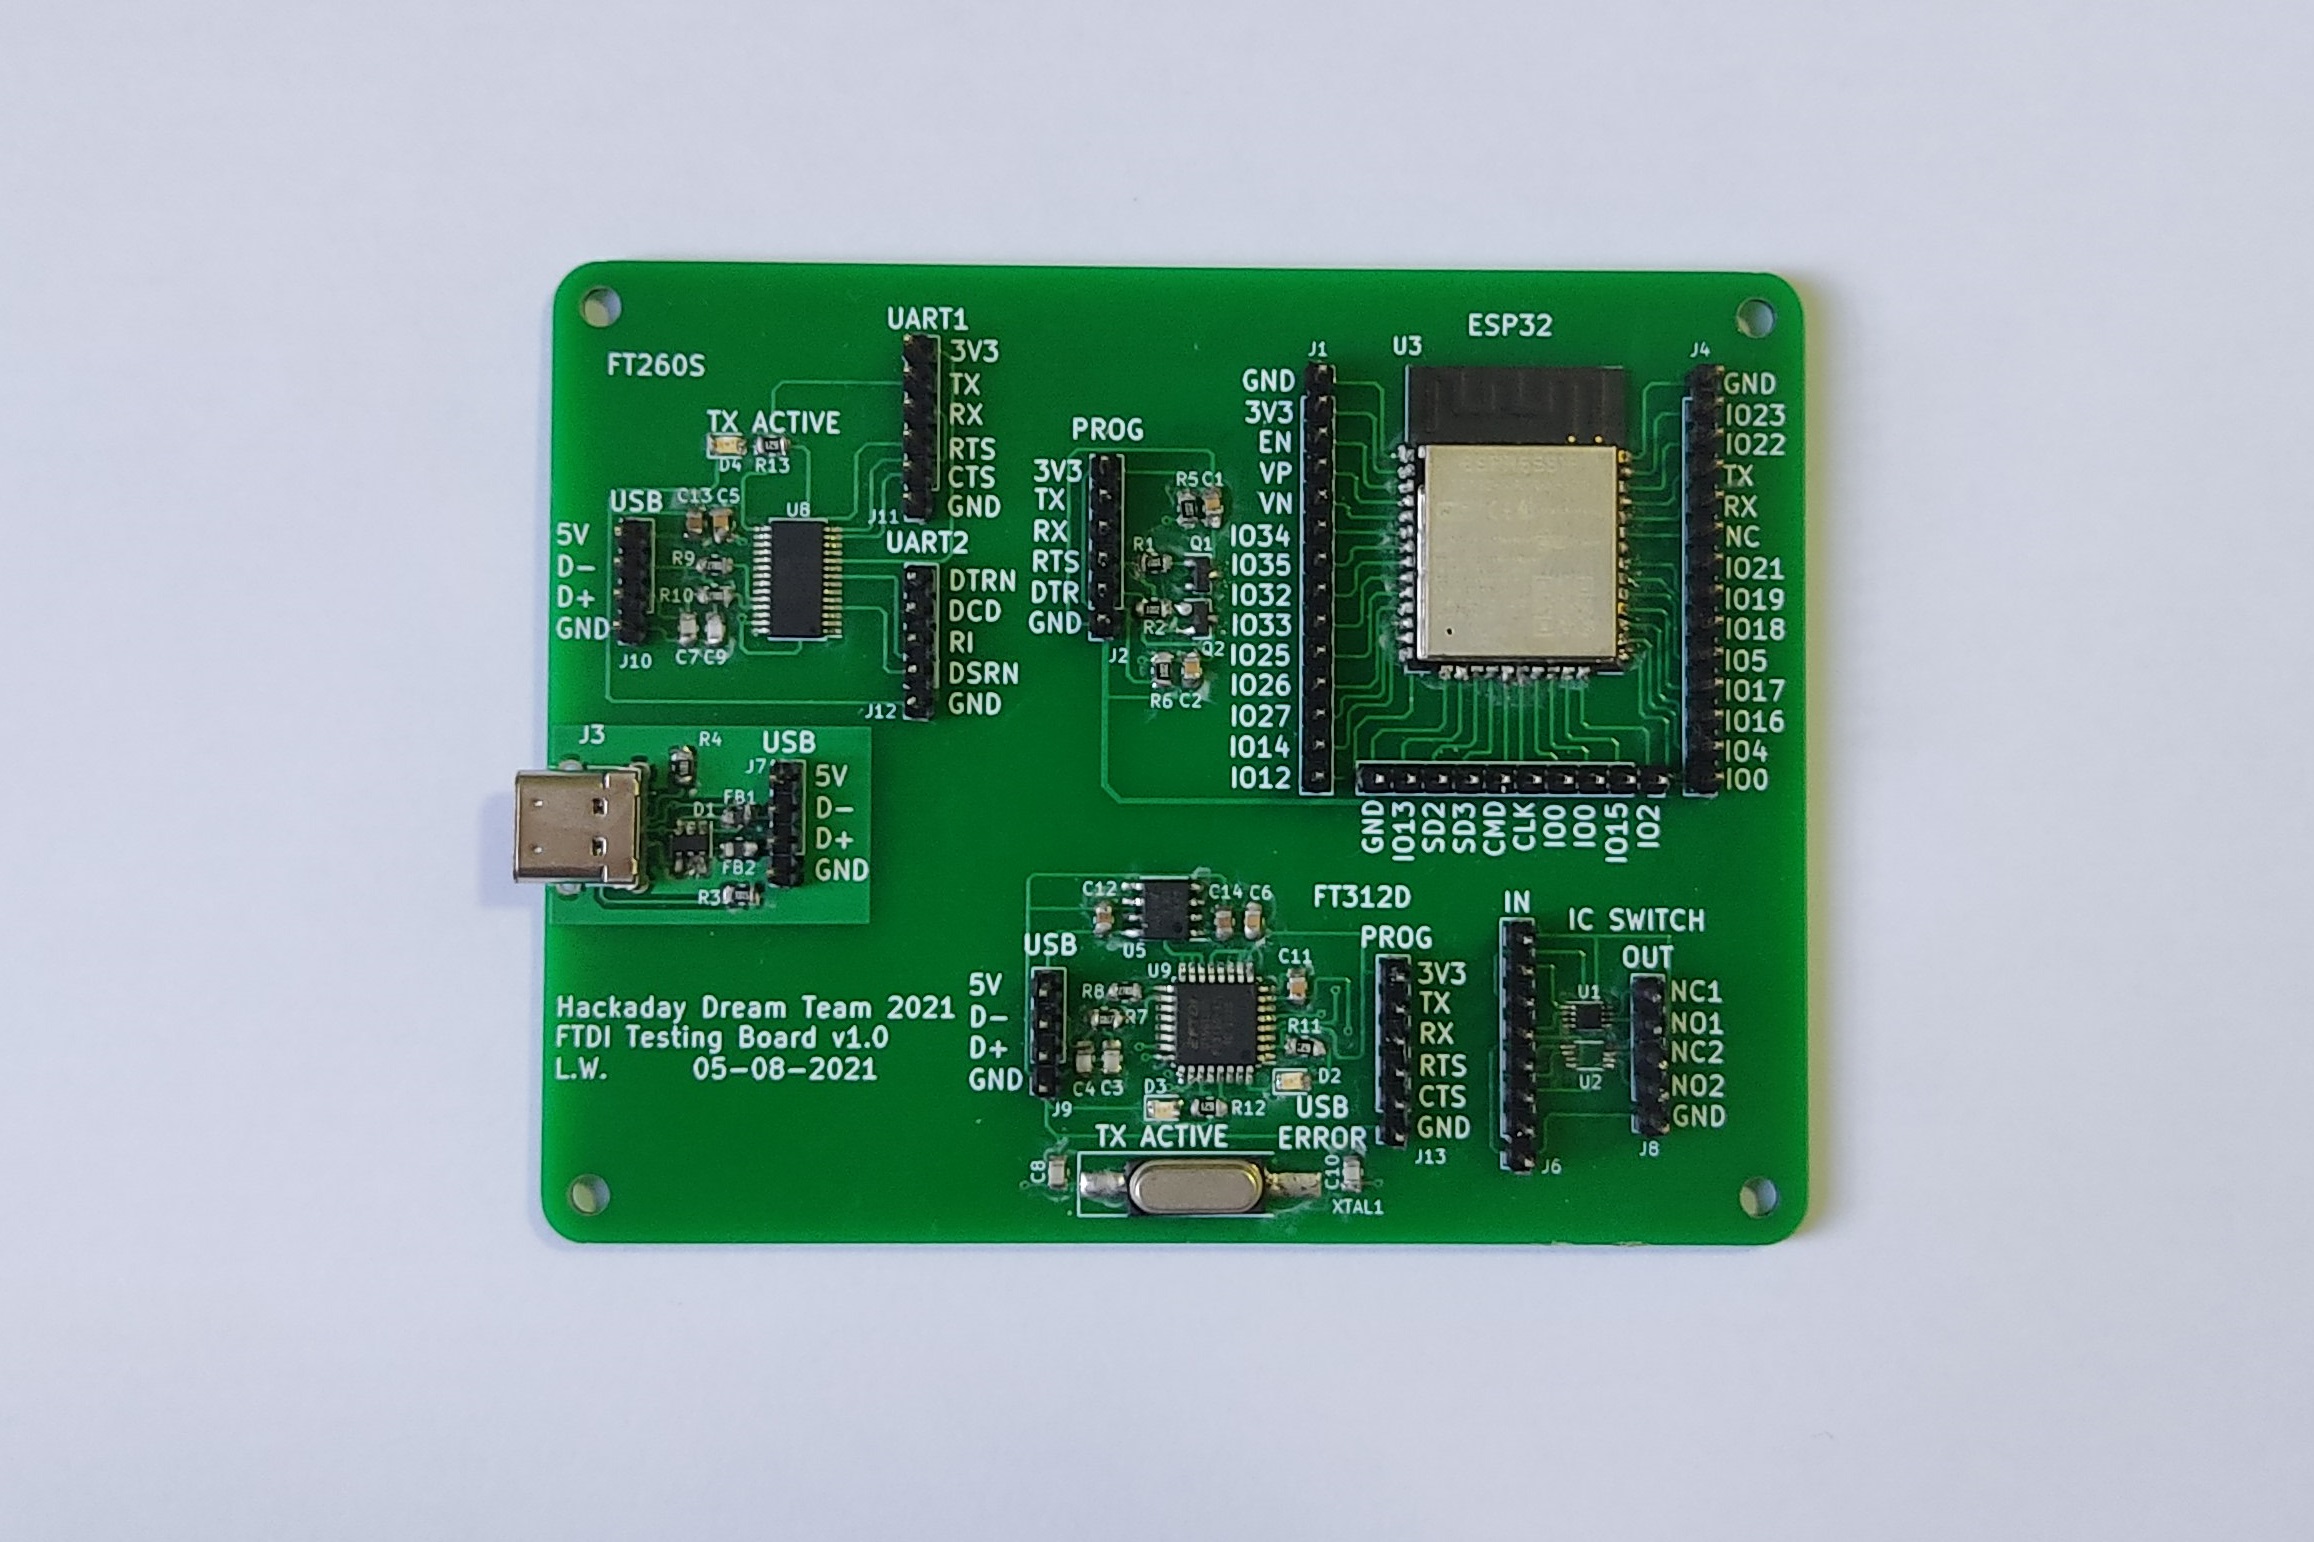 FT260S
TX ACTIVE
D4 R13
USB
C13 C5
U8
5V
D-
D+
GND
R9
R10
J10
C7 C9
UART1
3V3
TX
RX
RTS
CTS
GND
J11
UART2
DTRN
DCD
RI
DSRN
GND
J12
PROG
3V3
TX
RX
RTS
DTR
GND
J2
R5 C1
R1
Q1
R2
Q2
R6 C2
ESP32
U3
J1
GND
3V3
EN
VP
VN
IO34
IO35
IO32
IO33
IO25
IO26
IO27
IO14
IO12
J4
GND
IO23
IO22
TX
RX
NC
IO21
IO19
IO18
IO5
IO17
IO16
IO4
IO0
GND
IO13
SD2
SD3
CMD
CLK
IO0
IO0
IO15
IO2
J3
R4
USB
J7
5V
D-
D+
GND
FB1
D1
FB2
R3
Hackaday Dream Team 2021
FTDI Testing Board v1.0
L.W. 05-08-2021
FT312D
C12
C14 C6
U5
USB
5V
D-
D+
GND
J9
U9
C11
R8
R7
R11
C4 C3
D3
R12
D2
TX ACTIVE
USB
ERROR
C8
C10
XTAL1
PROG
3V3
TX
RX
RTS
CTS
GND
J13
IN
IC SWITCH
OUT
U1
U2
NC1
NO1
NC2
NO2
GND
J6
J8